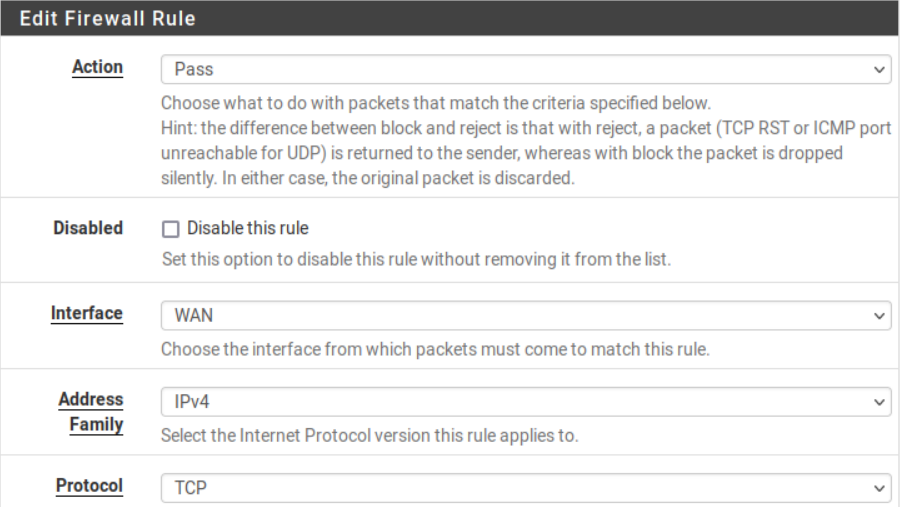 Edit Firewall Rule
Action
Pass
Choose what to do with packets that match the criteria specified below.
Hint: the difference between block and reject is that with reject, a packet (TCP RST or ICMP port
unreachable for UDP) is returned to the sender, whereas with block the packet is dropped
silently. In either case, the original packet is discarded.
Disabled
Disable this rule
Set this option to disable this rule without removing it from the list.
Interface
WAN
Choose the interface from which packets must come to match this rule.
Address
Family
IPv4
Select the Internet Protocol version this rule applies to.
Protocol
TCP